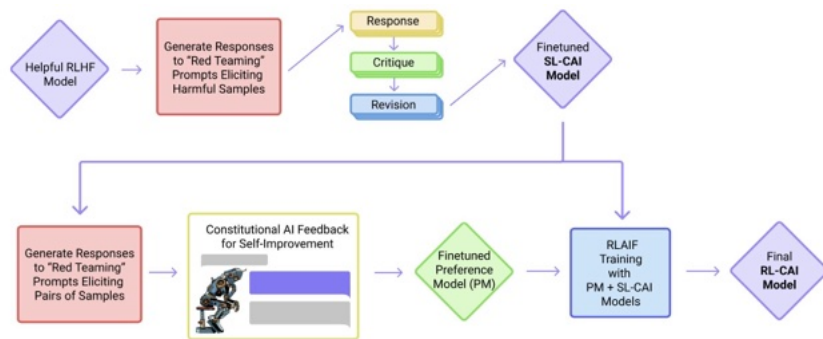 Helpful RLHF
Model
Generate Responses
to “Red Teaming”
Prompts Eliciting
Harmful Samples
Response
Critique
Revision
Finetuned
SL-CAI
Model
Generate Responses
to “Red Teaming”
Prompts Eliciting
Pairs of Samples
Constitutional AI Feedback
for Self-Improvement
Finetuned
Preference
Model (PM)
RLAIF
Training
with
PM + SL-CAI
Models
Final
RL-CAI
Model